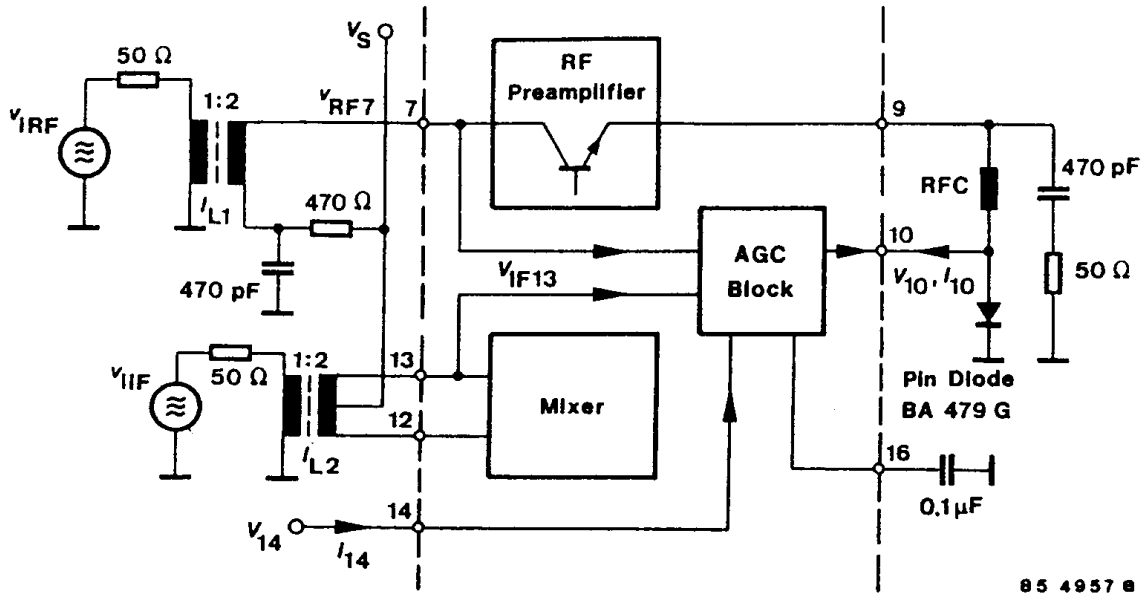 V_S
50 Ω
1:2
v_IRF
v_RF7
7
RF
Preamplifier
9
I_L1
470 Ω
470 pF
RFC
470 pF
50 Ω
V_IF13
AGC
Block
10
V_10, I_10
v_IIF
50 Ω
1:2
13
12
I_L2
Mixer
Pin Diode
BA 479 G
16
0.1µF
V_14
14
I_14
85 4957 e